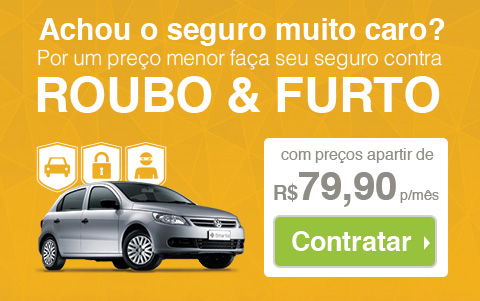 Achou o seguro muito caro?
Por um preço menor faça seu seguro contra
ROUBO & FURTO
com preços apartir de
R$79,90 p/mês
Contratar